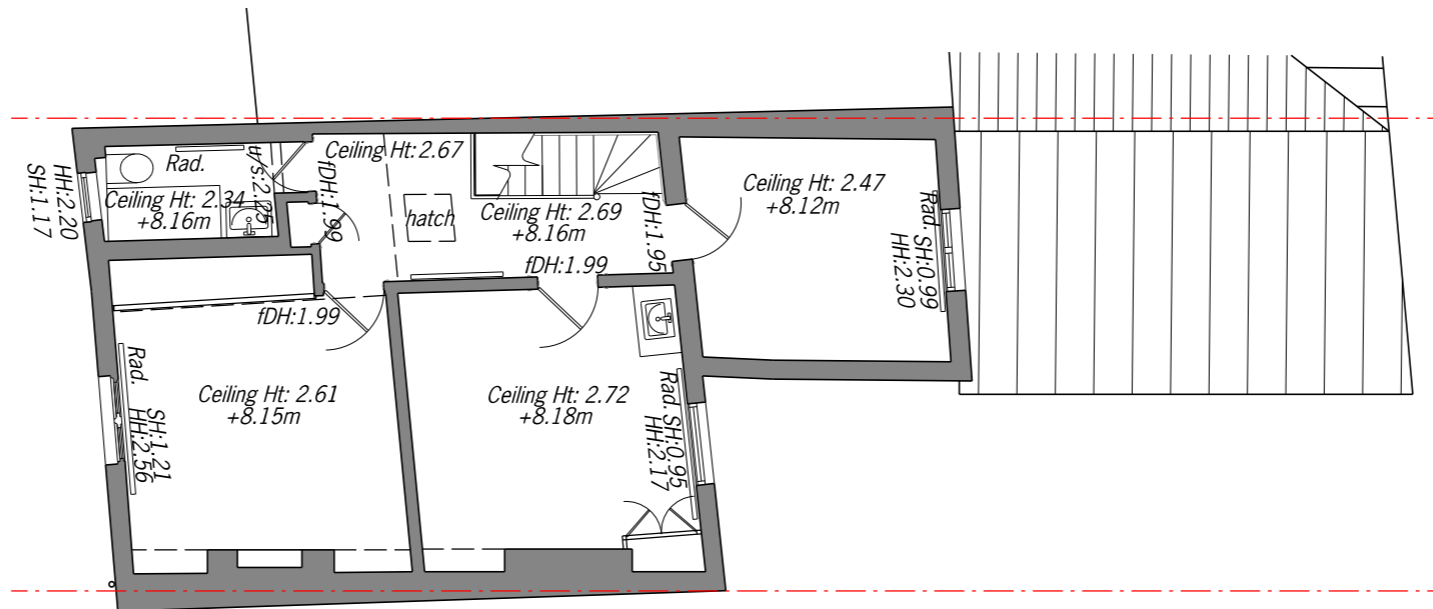 HH:2.20
SH:1.17
Rad.
Ceiling Ht: 2.34
+8.16m
t/s:2.25
fDH:1.99
Ceiling Ht: 2.67
hatch
Ceiling Ht: 2.69
+8.16m
fDH:1.99
fDH:1.95
Ceiling Ht: 2.47
+8.12m
Rad. SH:0.99
HH:2.30
fDH:1.99
Rad.
SH:1.21
HH:2.56
Ceiling Ht: 2.61
+8.15m
Ceiling Ht: 2.72
+8.18m
Rad. SH:0.95
HH:2.17